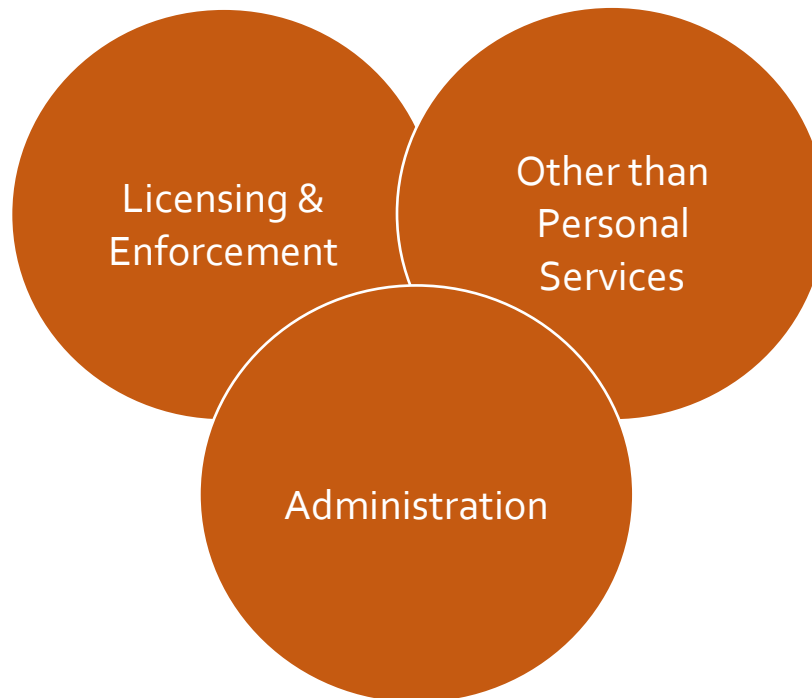 Licensing &
Enforcement
Other than
Personal
Services
Administration